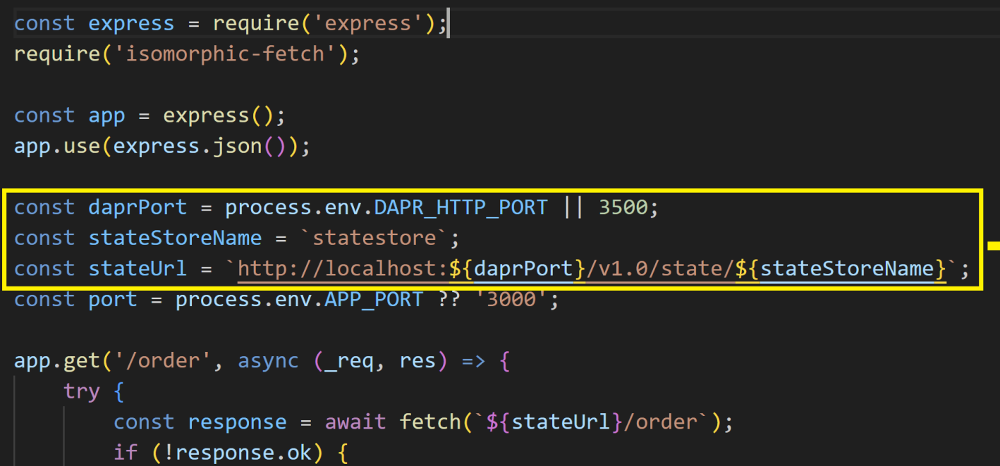 const express = require('express');
require('isomorphic-fetch');
const app = express();
app.use(express.json());
const daprPort = process.env.DAPR_HTTP_PORT || 3500;
const stateStoreName = `statestore`;
const stateUrl = `http://localhost:${daprPort}/v1.0/state/${stateStoreName}`;
const port = process.env.APP_PORT ?? '3000';
app.get('/order', async (_req, res) => {
try {
const response = await fetch(`${stateUrl}/order`);
if (!response.ok) {